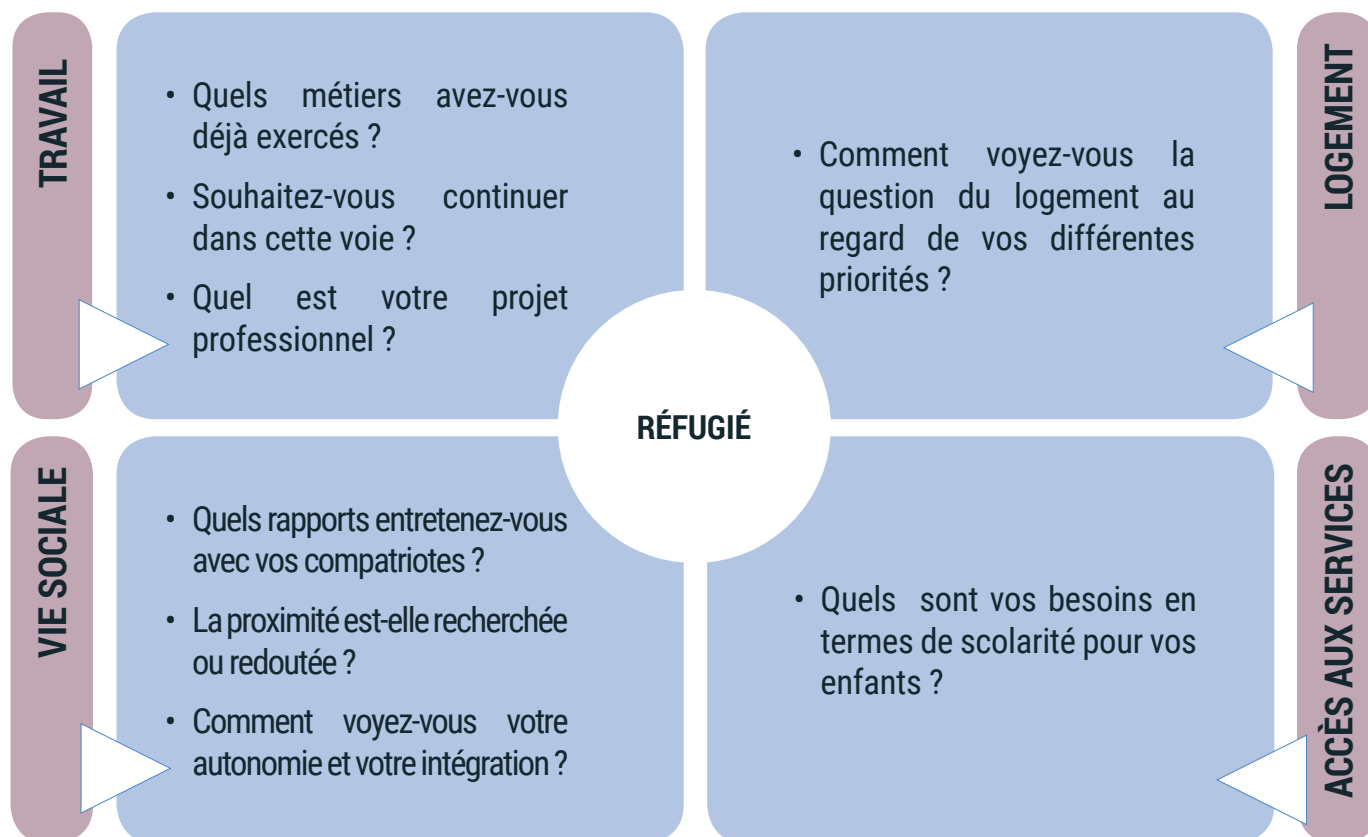 TRAVAIL
• Quels métiers avez-vous
déjà exercés ?
• Souhaitez-vous continuer
dans cette voie ?
• Quel est votre projet
professionnel ?
LOGEMENT
• Comment voyez-vous la
question du logement au
regard de vos différentes
priorités ?
RÉFUGIÉ
VIE SOCIALE
• Quels rapports entretenez-vous
avec vos compatriotes ?
• La proximité est-elle recherchée
ou redoutée ?
• Comment voyez-vous votre
autonomie et votre intégration ?
ACCÈS AUX SERVICES
• Quels sont vos besoins en
termes de scolarité pour vos
enfants ?